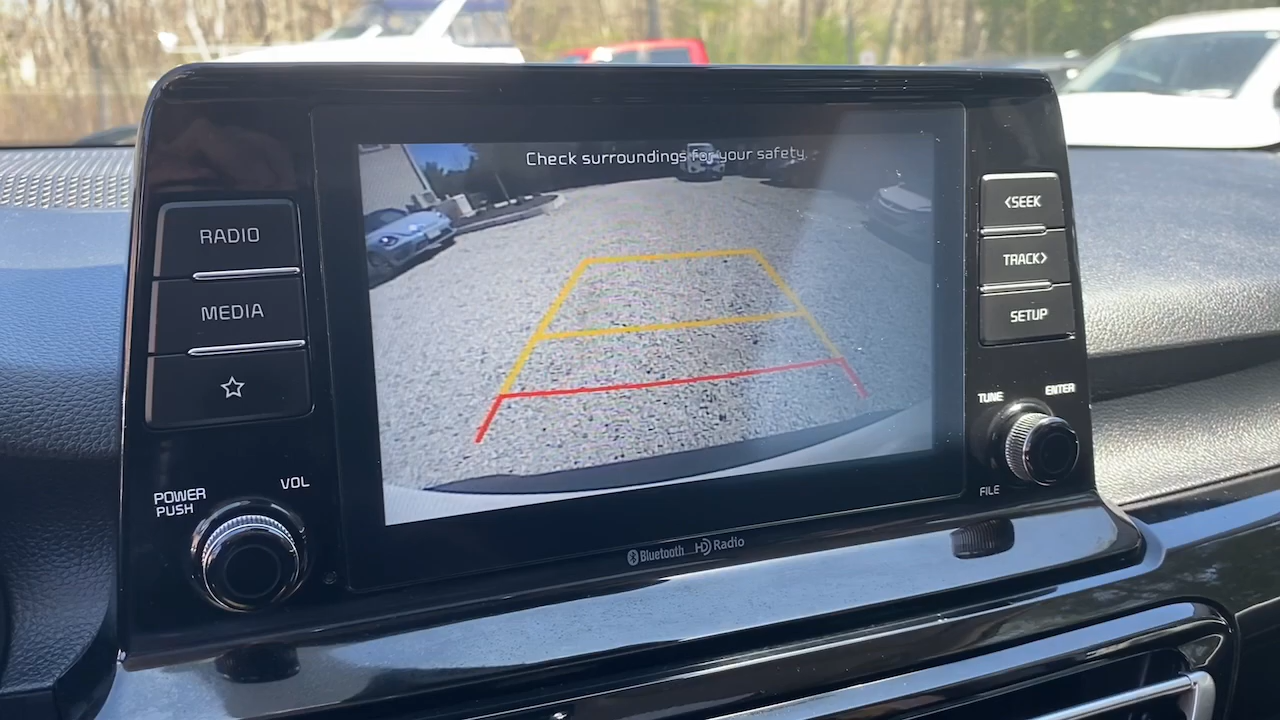 Check surroundings for your safety.
RADIO
MEDIA
POWER
PUSH
VOL
<SEEK
TRACK>
SETUP
TUNE
ENTER
FILE
Bluetooth HD Radio